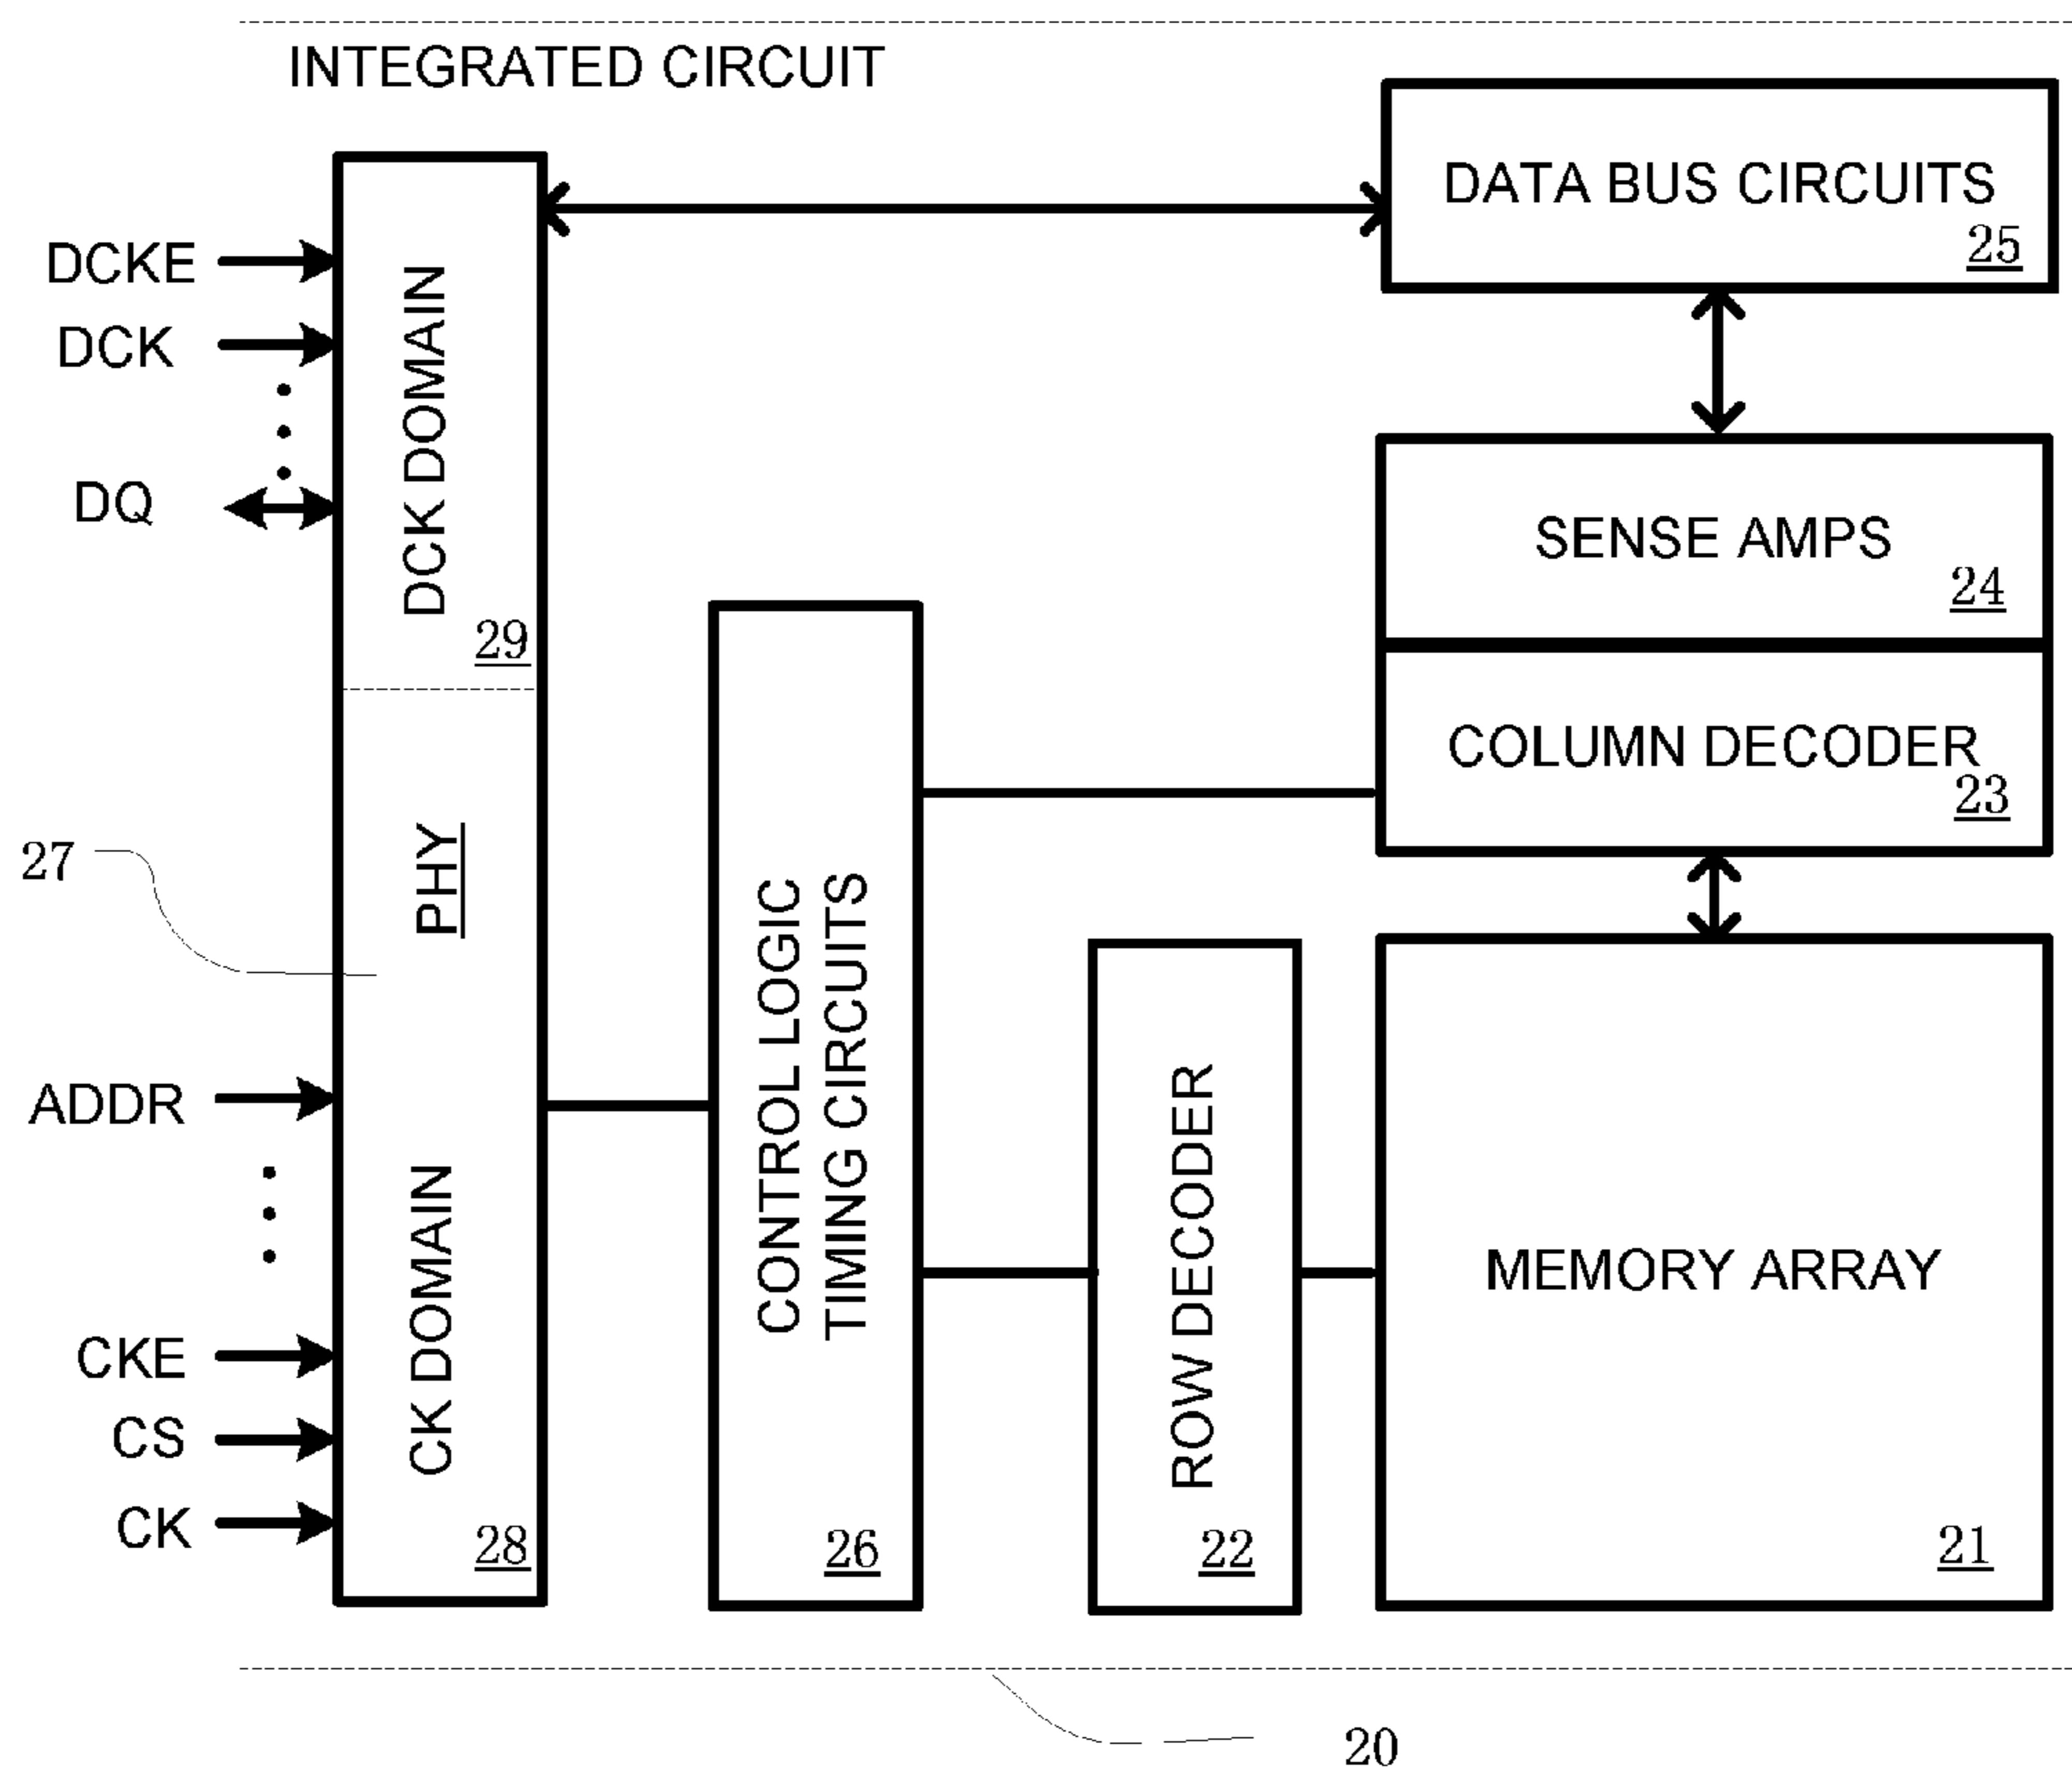 INTEGRATED CIRCUIT
DATA BUS CIRCUITS
25
DCKE
DCK
DQ
DCK DOMAIN
29
SENSE AMPS
24
COLUMN DECODER
23
27
PHY
ADDR
CKE
CS
CK
CK DOMAIN
28
CONTROL LOGIC
TIMING CIRCUITS
26
ROW DECODER
22
MEMORY ARRAY
21
20